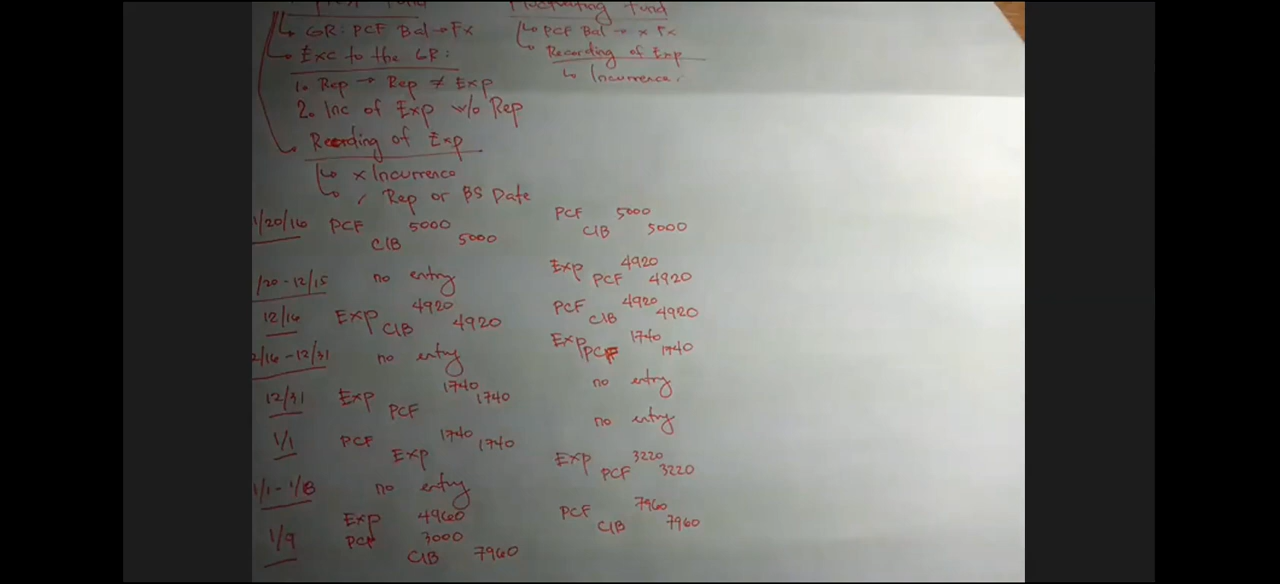 Fluctuating Fund
GR: PCF Bal → Fx PCF Bal → x Fx
Exc to the GR: Recording of Exp
Incurrence.
1. Rep → Rep ≠ Exp
2. Inc of Exp w/o Rep
Recording of Exp
x Incurrence
✓ Rep or BS Date
1/20/16 PCF 5000 PCF 5000
CIB 5000 CIB 5000
/20 - 12/15 no entry Exp 4920
PCF 4920
12/16 Exp 4920 PCF 4920
CIB 4920 CIB 4920
2/16 - 12/31 no entry Exp 1740
PCF 1740
12/31 Exp 1740 no entry
PCF 1740
1/1 PCF 1740 no entry
Exp 1740
1/1 - 1/8 no entry Exp 3220
PCF 3220
1/9 Exp 4960 PCF 7960
PCF 3000 CIB 7960
CIB 7960